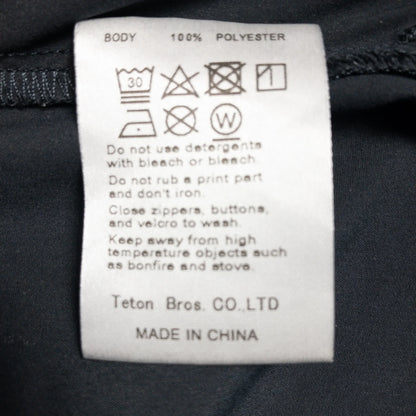 BODY 100% POLYESTER
30
W
Do not use detergents
with bleach or bleach.
Do not rub a print part
and don't iron.
Close zippers, buttons,
and velcro to wash.
Keep away from high
temperature objects such
as bonfire and stove.
Teton Bros. CO.,LTD
MADE IN CHINA